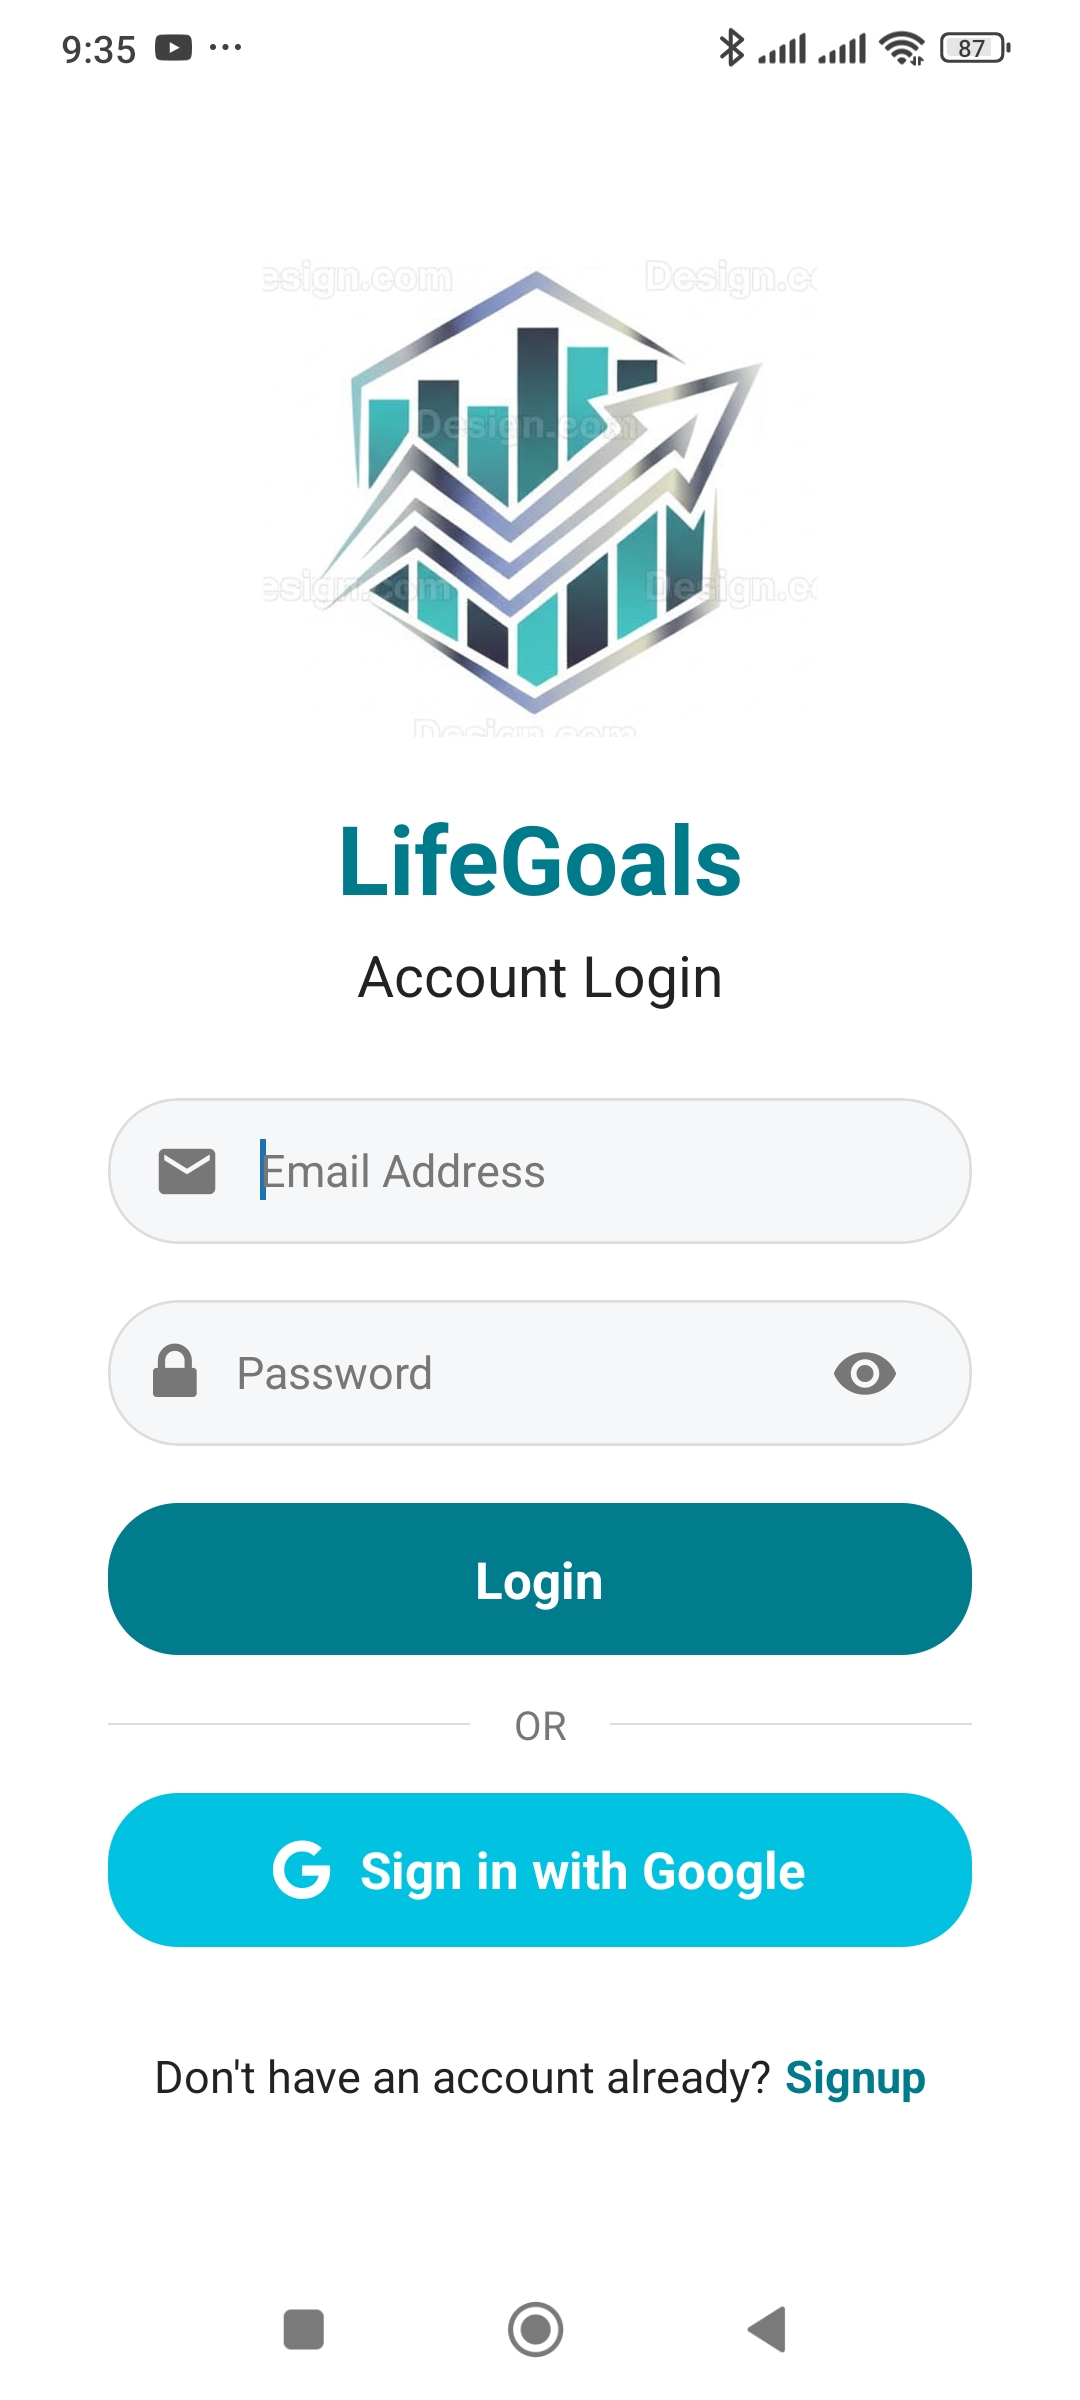 9:35
87
esign.com Design.c
Design.com
esign.com Design.c
Design.com
LifeGoals
Account Login
Email Address
Password
Login
OR
G Sign in with Google
Don't have an account already? Signup